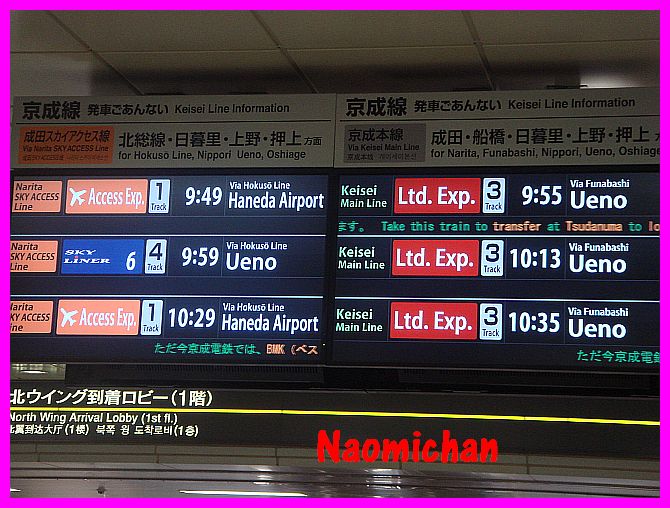 京成線 発車ごあんない Keisei Line Information
成田スカイアクセス線
Via Narita SKY ACCESS Line
北総線・日暮里・上野・押上 方面
for Hokusō Line, Nippori Ueno, Oshiage
Narita SKY ACCESS Line Access Exp. 1 Track 9:49 Via Hokusō Line Haneda Airport
Narita SKY ACCESS Line SKY LINER 6 4 Track 9:59 Via Hokusō Line Ueno
Narita SKY ACCESS Line Access Exp. 1 Track 10:29 Via Hokusō Line Haneda Airport
ただ今京成電鉄では、BMK (ベス
京成線 発車ごあんない Keisei Line Information
京成本線
Via Keisei Main Line
成田・船橋・日暮里・上野・押上 方
for Narita, Funabashi, Nippori, Ueno, Oshiag
Keisei Main Line Ltd. Exp. 3 Track 9:55 Via Funabashi Ueno
ます。 Take this train to transfer at Tsudanuma to
Keisei Main Line Ltd. Exp. 3 Track 10:13 Via Funabashi Ueno
Keisei Main Line Ltd. Exp. 3 Track 10:35 Via Funabashi Ueno
ただ今京成電
北ウイング到着ロビー(1階)
North Wing Arrival Lobby (1st fl.)
北翼到达大厅(1楼) 북쪽 윙 도착로비(1층)
Naomichan